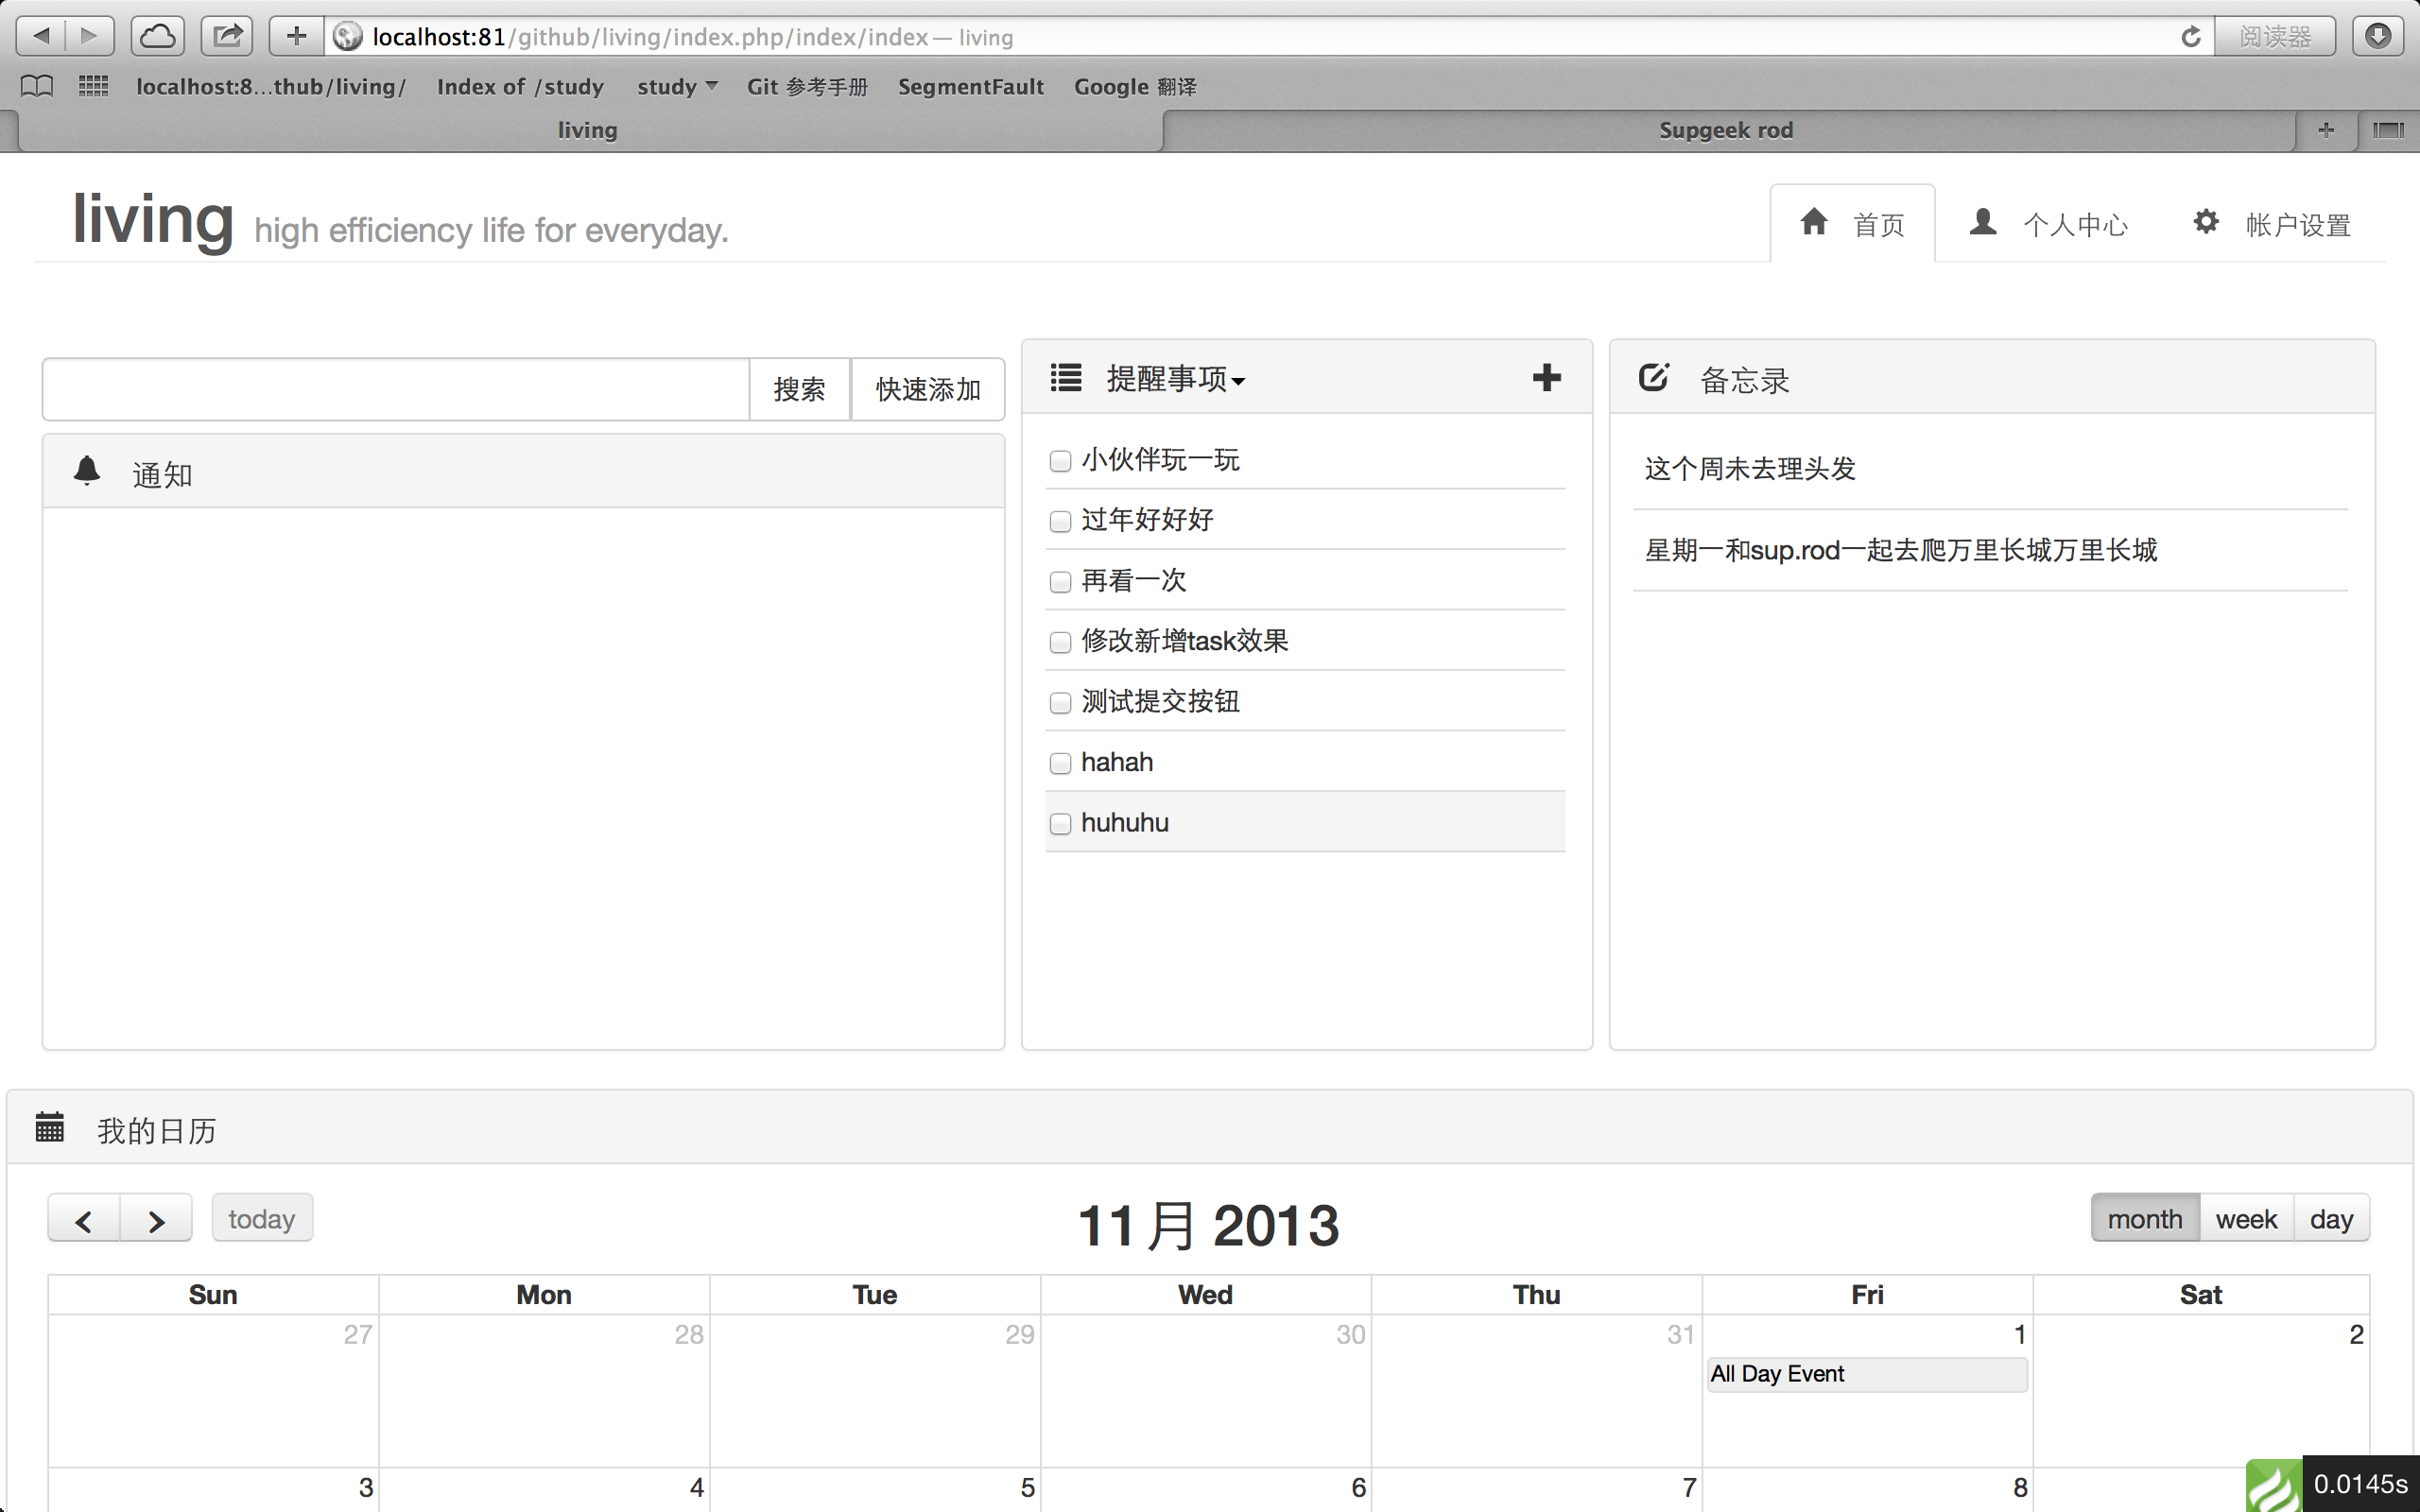 localhost:81/github/living/index.php/index/index — living
阅读器
localhost:8...thub/living/ Index of /study study Git 参考手册 SegmentFault Google 翻译
living
Supgeek rod
living high efficiency life for everyday.
首页 个人中心 帐户设置
搜索 快速添加
通知
提醒事项
小伙伴玩一玩
过年好好好
再看一次
修改新增task效果
测试提交按钮
hahah
huhuhu
备忘录
这个周未去理头发
星期一和sup.rod一起去爬万里长城万里长城
我的日历
today
11月 2013
month week day
Sun Mon Tue Wed Thu Fri Sat
27 28 29 30 31 1 2
All Day Event
3 4 5 6 7 8
0.0145s